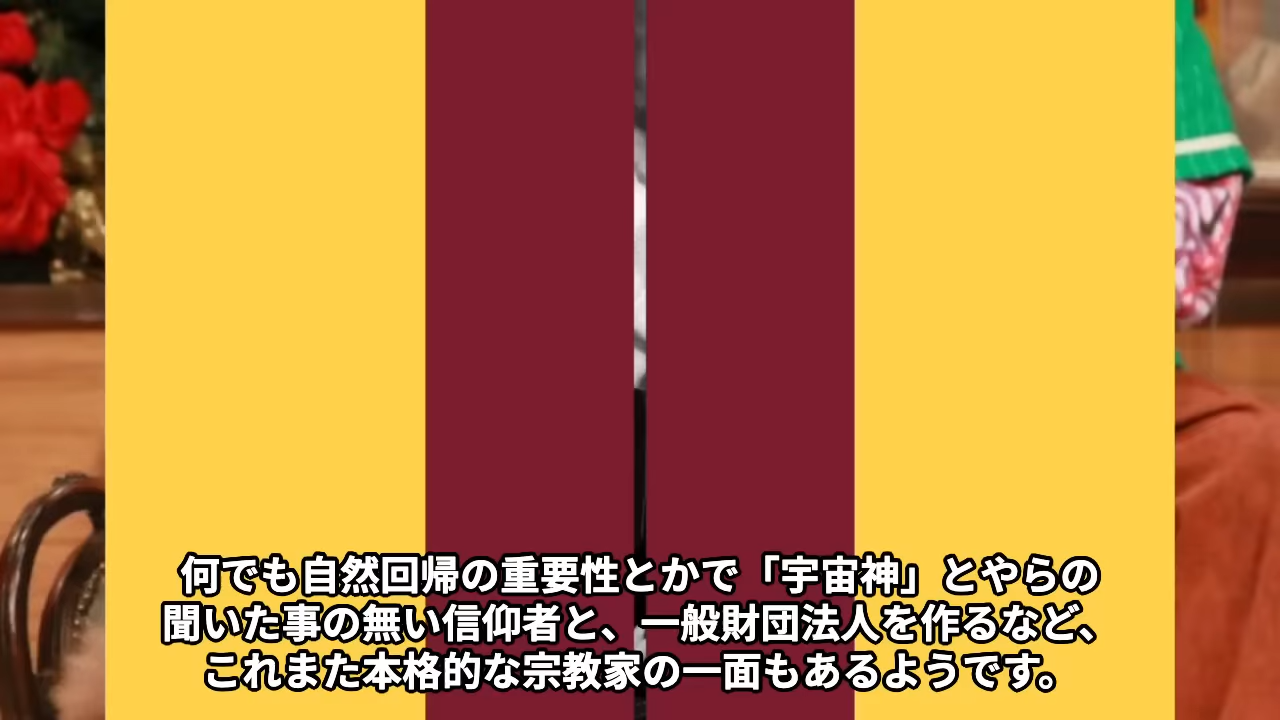 何でも自然回帰の重要性とかで「宇宙神」とやらの
聞いた事の無い信仰者と、一般財団法人を作るなど、
これまた本格的な宗教家の一面もあるようです。